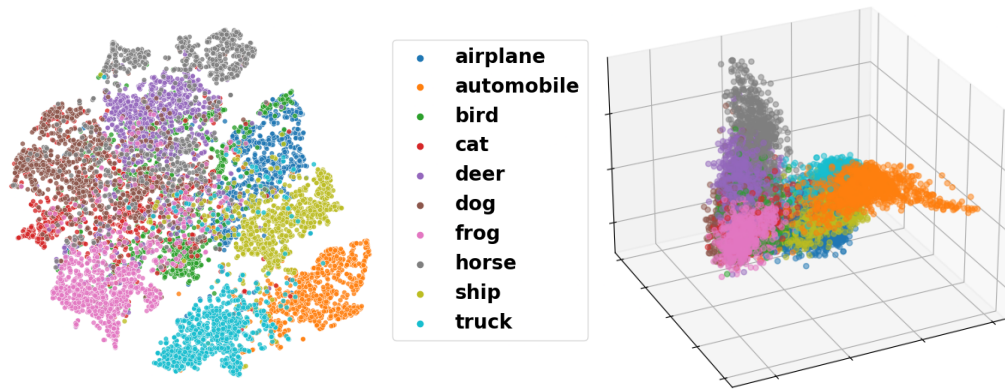 airplane
automobile
bird
cat
deer
dog
frog
horse
ship
truck